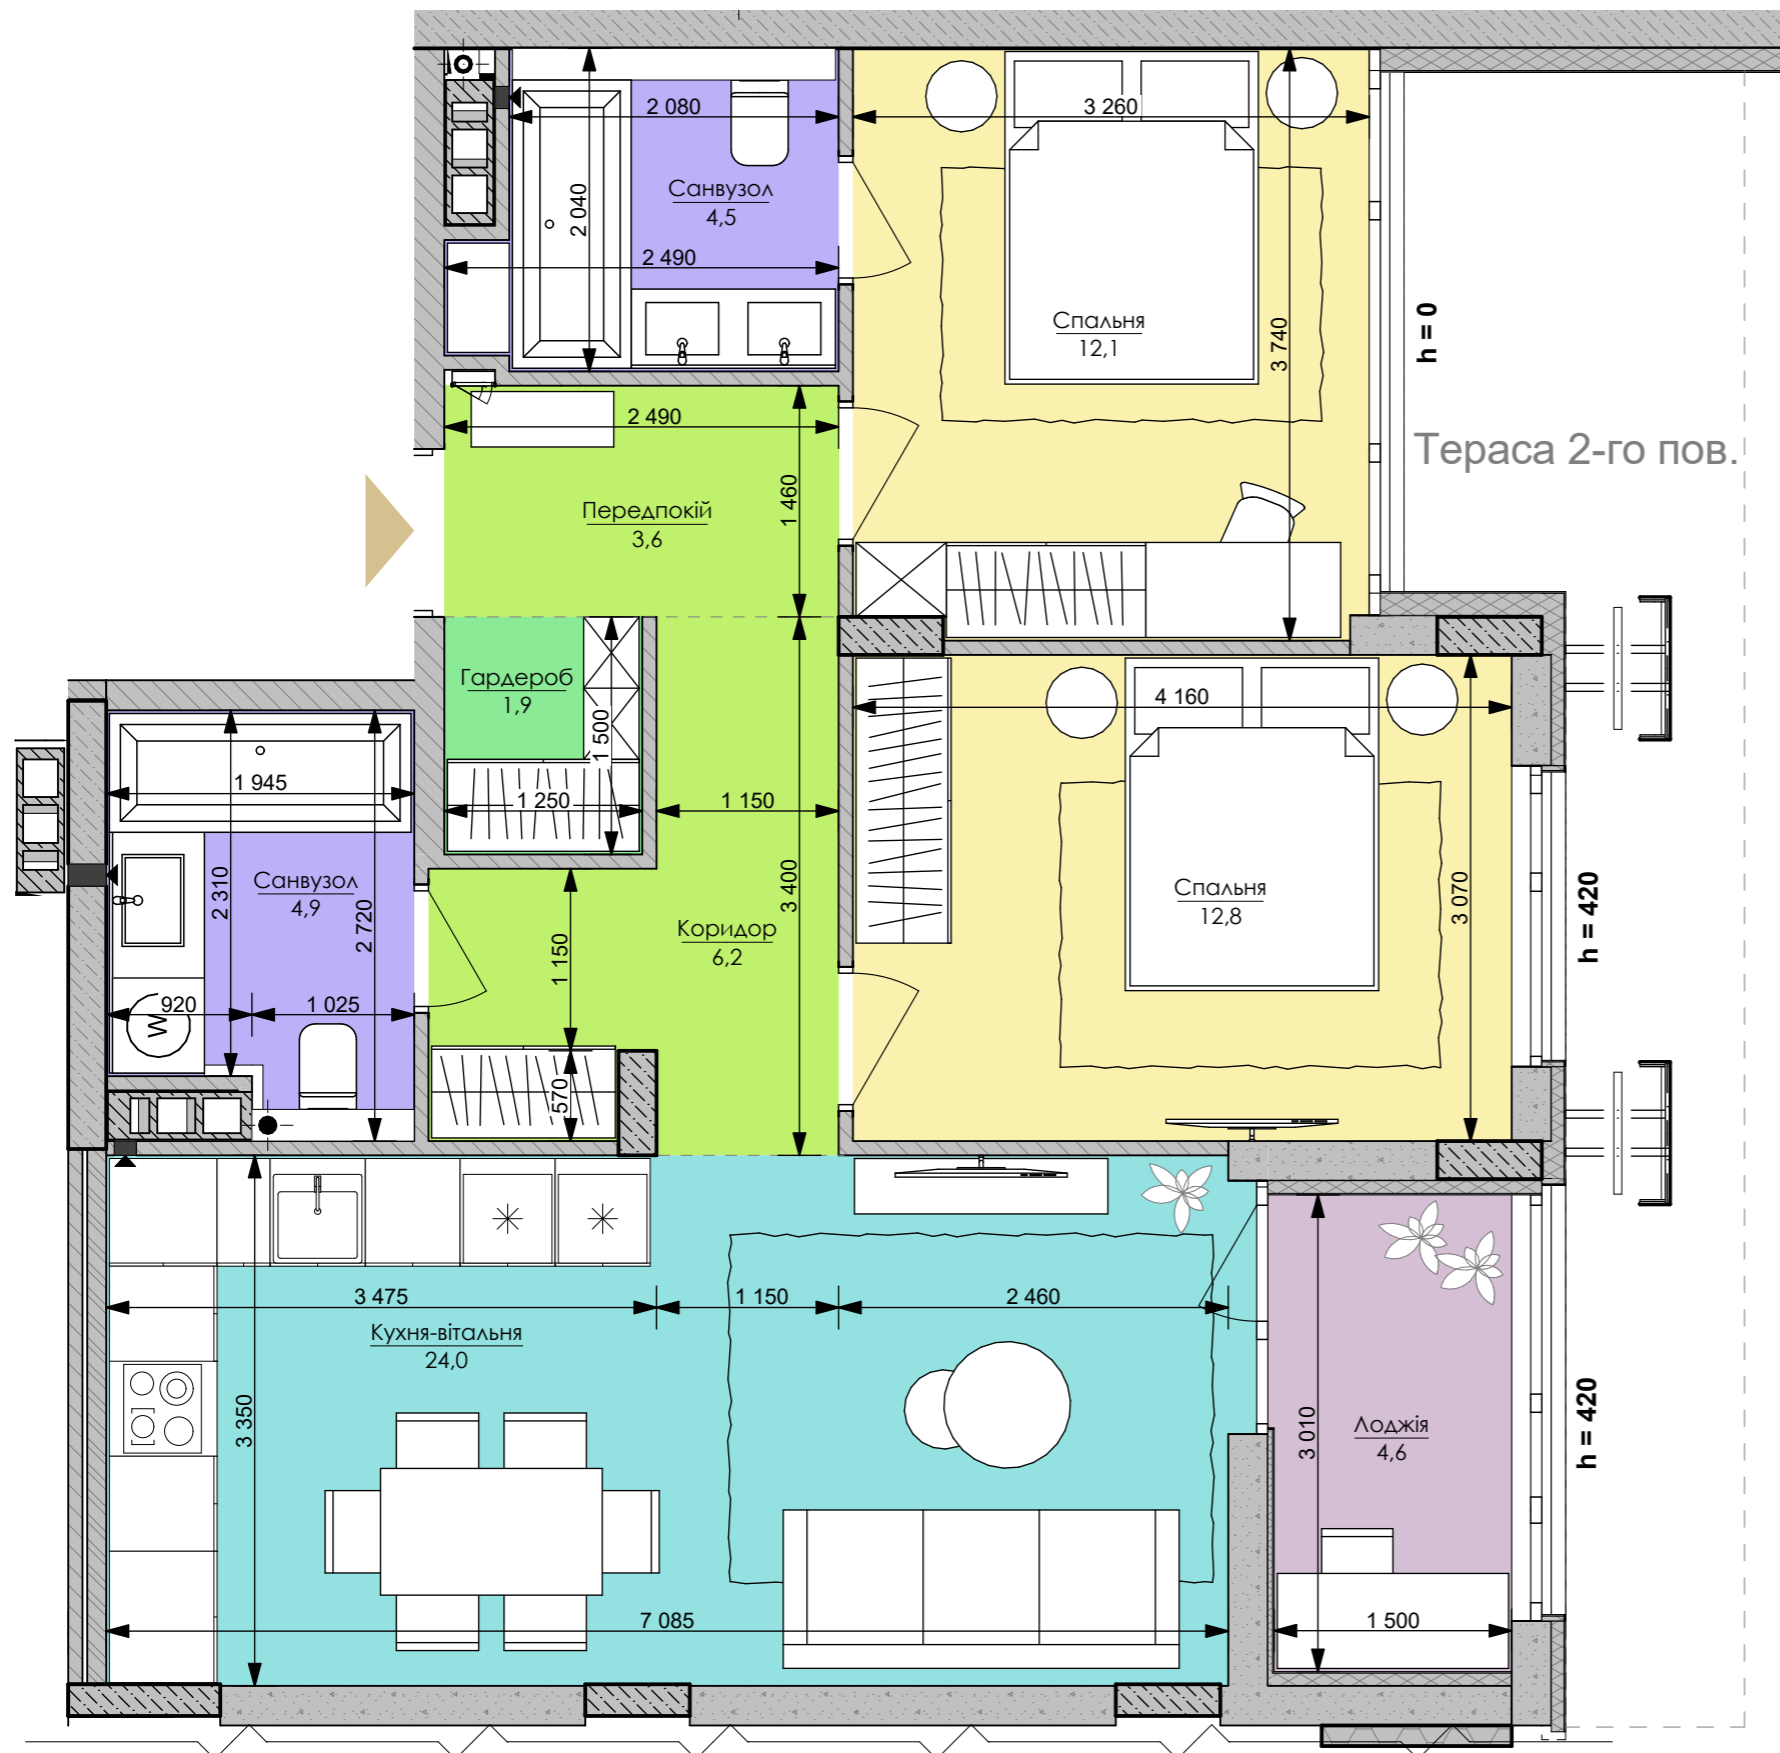 2 080
3 260
Санвузол
4,5
2 040
2 490
Спальня
12,1
3 740
h = 0
2 490
Тераса 2-го пов.
1 460
Передпокій
3,6
Гардероб
1,9
1 500
4 160
1 945
1 250
1 150
Санвузол
4,9
2 310
2 720
3 400
Спальня
12,8
3 070
h = 420
Коридор
6,2
1 150
920
1 025
W
570
3 475
1 150
2 460
Кухня-вітальня
24,0
3 350
3 010
Лоджія
4,6
h = 420
7 085
1 500